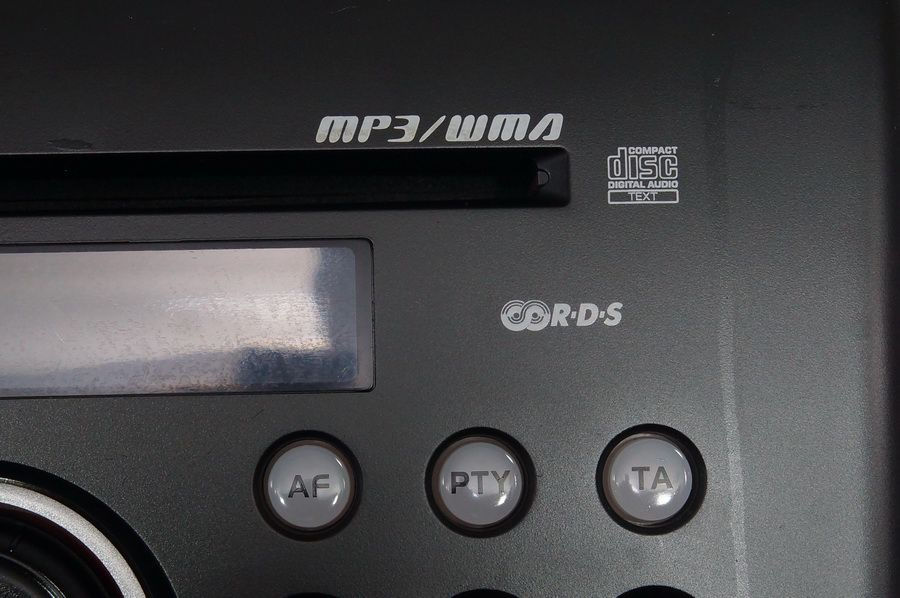 MP3/WMA
COMPACT
disc
DIGITAL AUDIO
TEXT
R·D·S
AF
PTY
TA